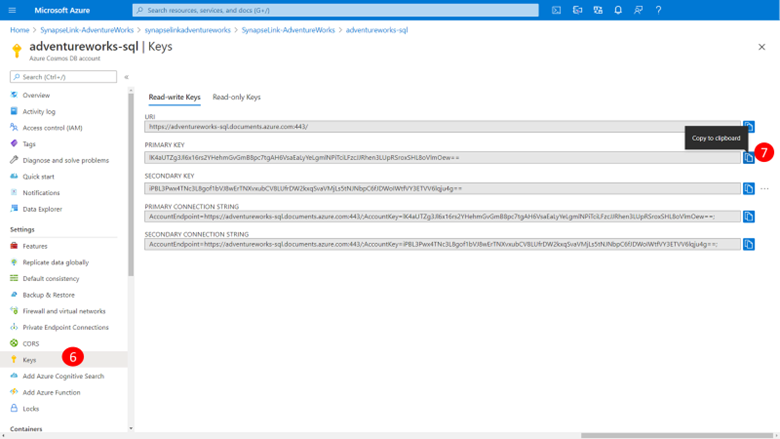 Microsoft Azure
Search resources, services, and docs (G+/)
Home > SynapseLink-AdventureWorks > synapselinkadventureworks > SynapseLink-AdventureWorks > adventureworks-sql
adventureworks-sql | Keys
Azure Cosmos DB account
Search (Ctrl+/)
Overview
Activity log
Access control (IAM)
Tags
Diagnose and solve problems
Quick start
Notifications
Data Explorer
Settings
Features
Replicate data globally
Default consistency
Backup & Restore
Firewall and virtual networks
Private Endpoint Connections
CORS
Keys
6
Add Azure Cognitive Search
Add Azure Function
Locks
Containers
Read-write Keys
Read-only Keys
URI
https://adventureworks-sql.documents.azure.com:443/
Copy to clipboard
PRIMARY KEY
7
SECONDARY KEY
PRIMARY CONNECTION STRING
AccountEndpoint=https://adventureworks-sql.documents.azure.com:443/;AccountKey=
SECONDARY CONNECTION STRING
AccountEndpoint=https://adventureworks-sql.documents.azure.com:443/;AccountKey=